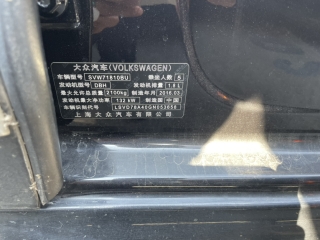 大众汽车(VOLKSWAGEN)
车辆型号 SVW71810BU 乘坐人数 5
发动机型号 DBH 发动机排量 1.8 L
最大允许总质量 2100kg 制造年月 2016.03
发动机最大净功率 132 kW 制造国 中国
车辆识别代号
上海大众汽车有限公司